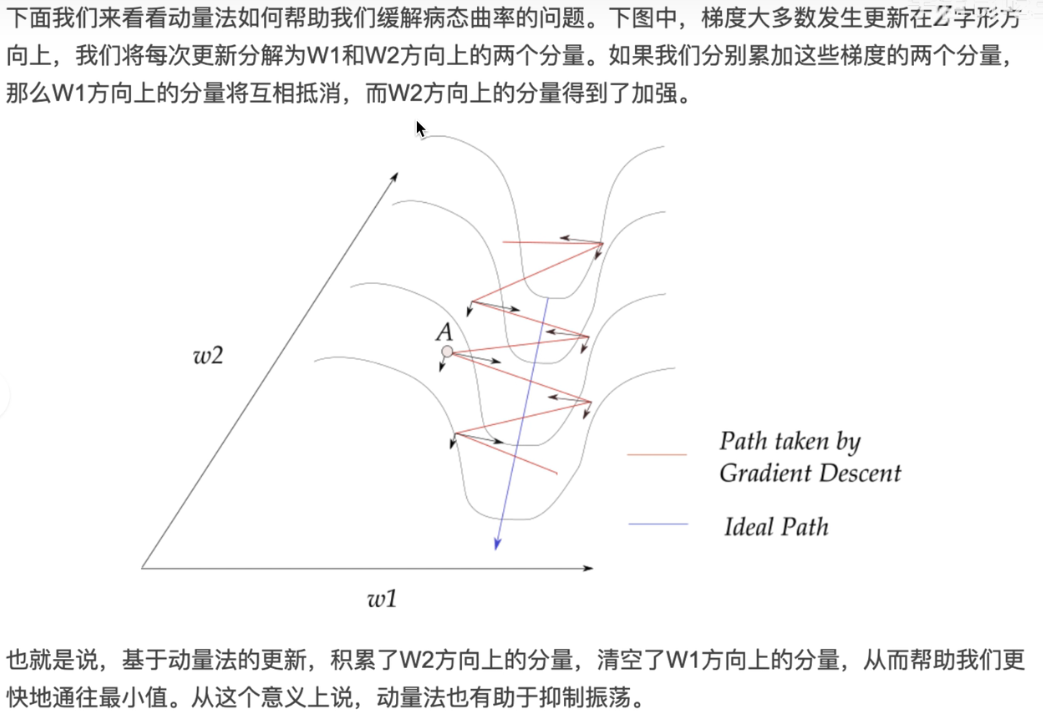 下面我们来看看动量法如何帮助我们缓解病态曲率的问题。下图中，梯度大多数发生更新在Z字形方
向上，我们将每次更新分解为W1和W2方向上的两个分量。如果我们分别累加这些梯度的两个分量，
那么W1方向上的分量将互相抵消，而W2方向上的分量得到了加强。
A
w2
Path taken by
Gradient Descent
Ideal Path
w1
也就是说，基于动量法的更新，积累了W2方向上的分量，清空了W1方向上的分量，从而帮助我们更
快地通往最小值。从这个意义上说，动量法也有助于抑制振荡。